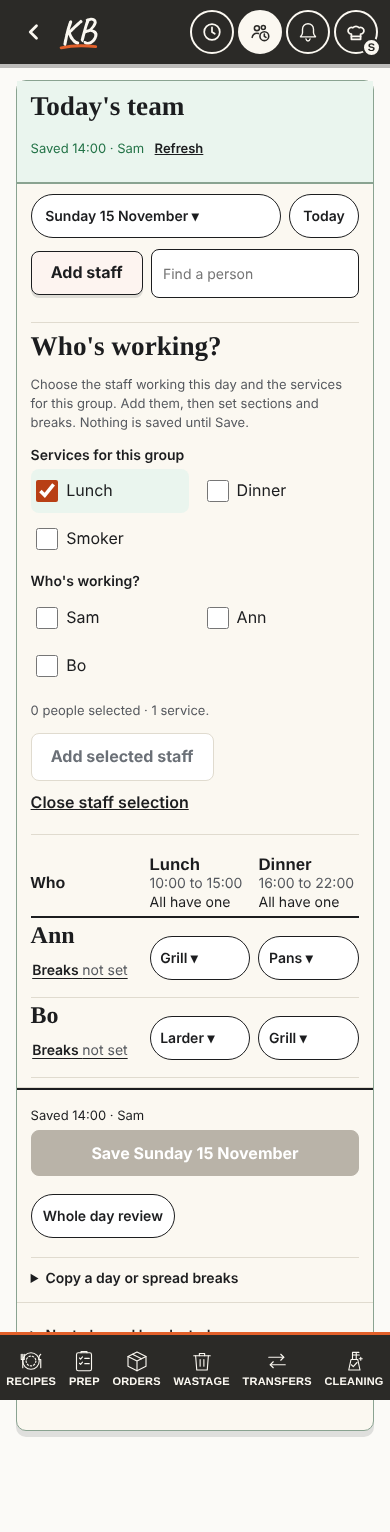 KB
S
Today's team
Saved 14:00 · Sam Refresh
Sunday 15 November ▾ Today
Add staff Find a person
Who's working?
Choose the staff working this day and the services
for this group. Add them, then set sections and
breaks. Nothing is saved until Save.
Services for this group
Lunch Dinner
Smoker
Who's working?
Sam Ann
Bo
0 people selected · 1 service.
Add selected staff
Close staff selection
Who Lunch Dinner
10:00 to 15:00 16:00 to 22:00
All have one All have one
Ann
Breaks not set Grill ▾ Pans ▾
Bo
Breaks not set Larder ▾ Grill ▾
Saved 14:00 · Sam
Save Sunday 15 November
Whole day review
▶ Copy a day or spread breaks
RECIPES PREP ORDERS WASTAGE TRANSFERS CLEANING